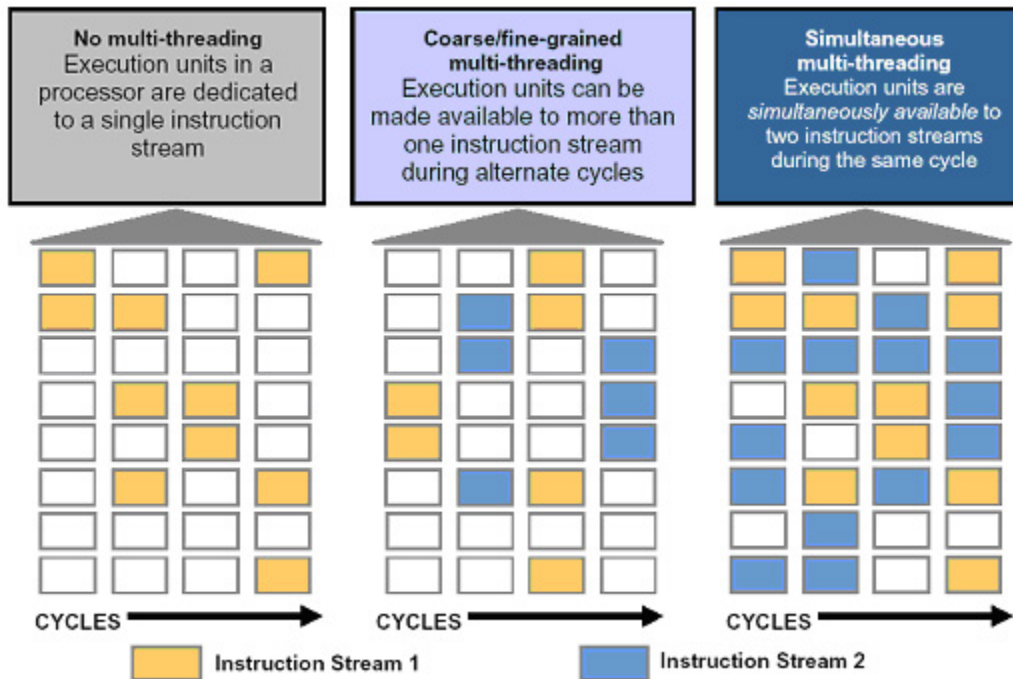 No multi-threading
Execution units in a
processor are dedicated
to a single instruction
stream
Coarse/fine-grained
multi-threading
Execution units can be
made available to more than
one instruction stream
during alternate cycles
Simultaneous
multi-threading
Execution units are
simultaneously available to
two instruction streams
during the same cycle
CYCLES
CYCLES
CYCLES
Instruction Stream 1
Instruction Stream 2